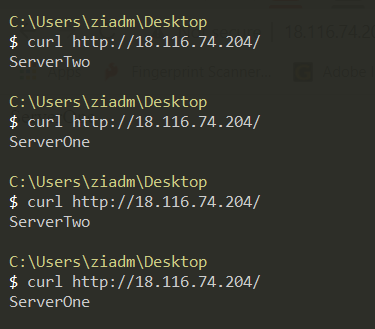 C:\Users\ziadm\Desktop
$ curl http://18.116.74.204/
ServerTwo
C:\Users\ziadm\Desktop
$ curl http://18.116.74.204/
ServerOne
C:\Users\ziadm\Desktop
$ curl http://18.116.74.204/
ServerTwo
C:\Users\ziadm\Desktop
$ curl http://18.116.74.204/
ServerOne